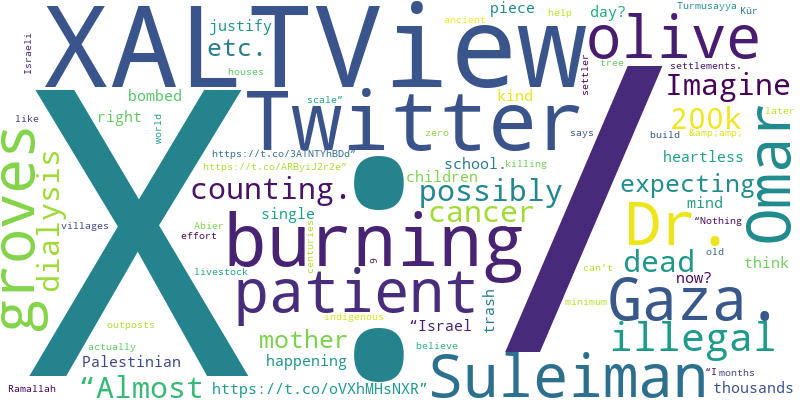 ancient
help
Turmusayya
Kür
piece
day?
justify
XALTView
olive
etc.
Israeli
houses
tree
settlements.
settler
Imagine
bombed
scale”
kind
Twitter
200k
later
like
right
world
zero
says
build
&amp;amp;
X
:
/
Omar
https://t.co/3ATNTYhBDd”
school.
heartless
https://t.co/ARByiJ2r2e”
killing
groves
dialysis
counting.
children
possibly
expecting
mind
single
cancer
Dr.
“Nothing
villages
Abier
effort
burning
centuries
9
dead
old
think
livestock
can’t
now?
patient
trash
minimum
Gaza.
outposts
indigenous
“Israel
illegal
actually
mother
believe
Palestinian
happening
Suleiman
“I
months
Ramallah
“Almost
https://t.co/oVXhMHsNXR”
thousands